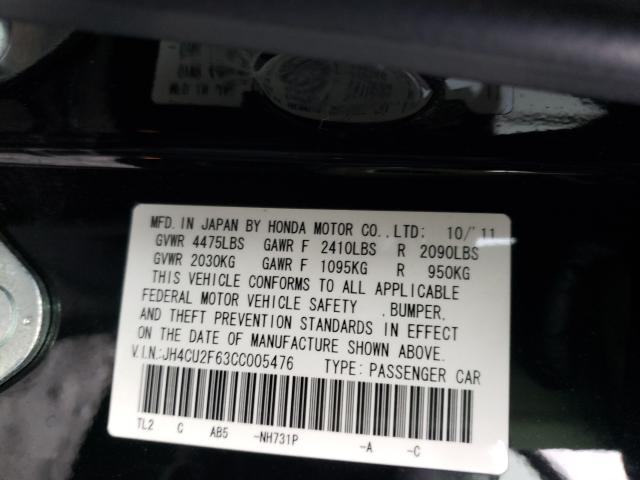 MFD. IN JAPAN BY HONDA MOTOR CO., LTD: 10/'11
GVWR 4475LBS GAWR F 2410LBS R 2090LBS
GVWR 2030KG GAWR F 1095KG R 950KG
THIS VEHICLE CONFORMS TO ALL APPLICABLE
FEDERAL MOTOR VEHICLE SAFETY , BUMPER,
AND THEFT PREVENTION STANDARDS IN EFFECT
ON THE DATE OF MANUFACTURE SHOWN ABOVE.
V.I.N.:JH4CU2F63CC005476 TYPE: PASSENGER CAR
TL2 C AB5 -NH731P -A -C